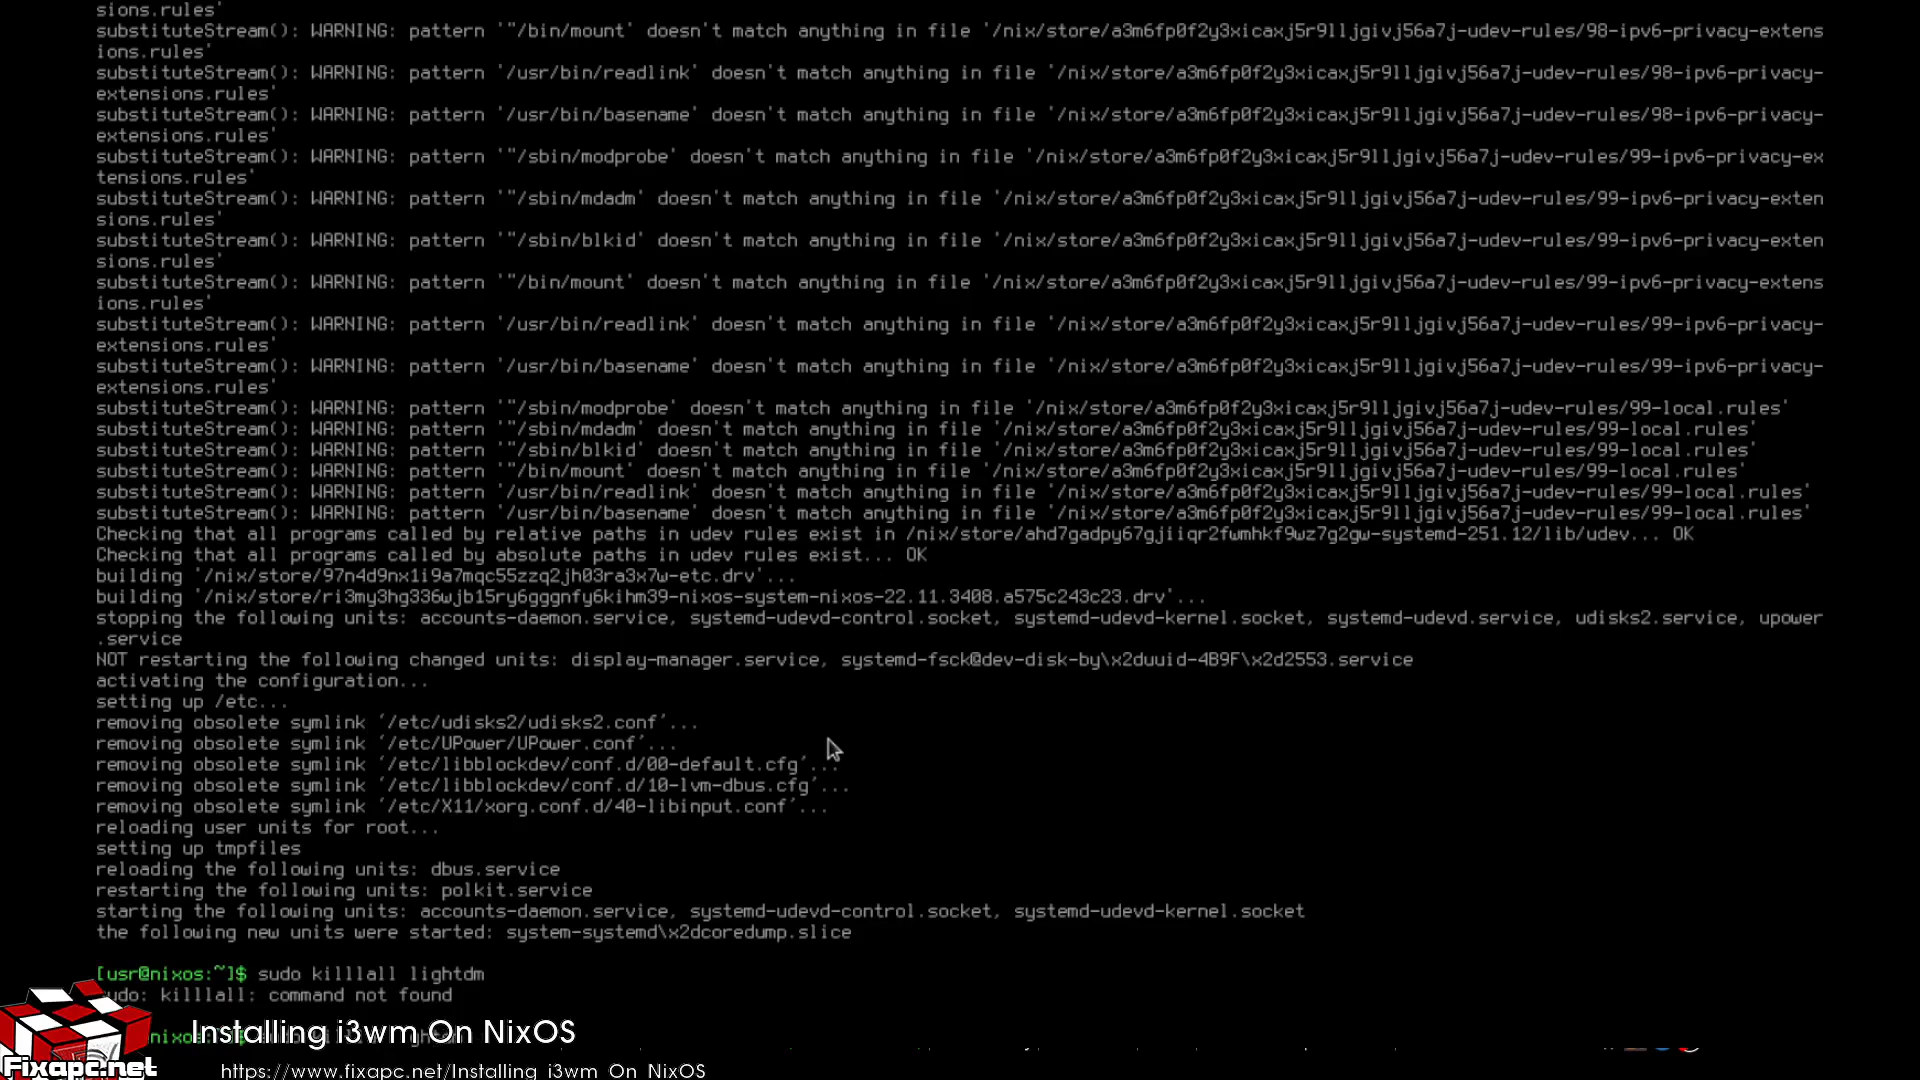 sions.rules'
substituteStream(): WARNING: pattern '"/bin/mount' doesn't match anything in file '/nix/store/a3m6fp0f2y3xicaxj5r9lljgivj56a7j-udev-rules/98-ipv6-privacy-extens
ions.rules'
substituteStream(): WARNING: pattern '/usr/bin/readlink' doesn't match anything in file '/nix/store/a3m6fp0f2y3xicaxj5r9lljgivj56a7j-udev-rules/98-ipv6-privacy-
extensions.rules'
substituteStream(): WARNING: pattern '/usr/bin/basename' doesn't match anything in file '/nix/store/a3m6fp0f2y3xicaxj5r9lljgivj56a7j-udev-rules/98-ipv6-privacy-
extensions.rules'
substituteStream(): WARNING: pattern '"/sbin/modprobe' doesn't match anything in file '/nix/store/a3m6fp0f2y3xicaxj5r9lljgivj56a7j-udev-rules/99-ipv6-privacy-ex
tensions.rules'
substituteStream(): WARNING: pattern '"/sbin/mdadm' doesn't match anything in file '/nix/store/a3m6fp0f2y3xicaxj5r9lljgivj56a7j-udev-rules/99-ipv6-privacy-exten
sions.rules'
substituteStream(): WARNING: pattern '"/sbin/blkid' doesn't match anything in file '/nix/store/a3m6fp0f2y3xicaxj5r9lljgivj56a7j-udev-rules/99-ipv6-privacy-exten
sions.rules'
substituteStream(): WARNING: pattern '"/bin/mount' doesn't match anything in file '/nix/store/a3m6fp0f2y3xicaxj5r9lljgivj56a7j-udev-rules/99-ipv6-privacy-extens
ions.rules'
substituteStream(): WARNING: pattern '/usr/bin/readlink' doesn't match anything in file '/nix/store/a3m6fp0f2y3xicaxj5r9lljgivj56a7j-udev-rules/99-ipv6-privacy-
extensions.rules'
substituteStream(): WARNING: pattern '/usr/bin/basename' doesn't match anything in file '/nix/store/a3m6fp0f2y3xicaxj5r9lljgivj56a7j-udev-rules/99-ipv6-privacy-
extensions.rules'
substituteStream(): WARNING: pattern '"/sbin/modprobe' doesn't match anything in file '/nix/store/a3m6fp0f2y3xicaxj5r9lljgivj56a7j-udev-rules/99-local.rules'
substituteStream(): WARNING: pattern '"/sbin/mdadm' doesn't match anything in file '/nix/store/a3m6fp0f2y3xicaxj5r9lljgivj56a7j-udev-rules/99-local.rules'
substituteStream(): WARNING: pattern '"/sbin/blkid' doesn't match anything in file '/nix/store/a3m6fp0f2y3xicaxj5r9lljgivj56a7j-udev-rules/99-local.rules'
substituteStream(): WARNING: pattern '"/bin/mount' doesn't match anything in file '/nix/store/a3m6fp0f2y3xicaxj5r9lljgivj56a7j-udev-rules/99-local.rules'
substituteStream(): WARNING: pattern '/usr/bin/readlink' doesn't match anything in file '/nix/store/a3m6fp0f2y3xicaxj5r9lljgivj56a7j-udev-rules/99-local.rules'
substituteStream(): WARNING: pattern '/usr/bin/basename' doesn't match anything in file '/nix/store/a3m6fp0f2y3xicaxj5r9lljgivj56a7j-udev-rules/99-local.rules'
Checking that all programs called by relative paths in udev rules exist in /nix/store/ahd7gadpy67gjiiqr2fwmhkf9wz7g2gw-systemd-251.12/lib/udev... OK
Checking that all programs called by absolute paths in udev rules exist... OK
building '/nix/store/97n4d9nx1i9a7mqc55zzq2jh03ra3x7w-etc.drv'...
building '/nix/store/ri3my3hg336wjb15ry6gggnfy6kihm39-nixos-system-nixos-22.11.3408.a575c243c23.drv'...
stopping the following units: accounts-daemon.service, systemd-udevd-control.socket, systemd-udevd-kernel.socket, systemd-udevd.service, udisks2.service, upower
.service
NOT restarting the following changed units: display-manager.service, systemd-fsck@dev-disk-by\x2duuid-4B9F\x2d2553.service
activating the configuration...
setting up /etc...
removing obsolete symlink ‘/etc/udisks2/udisks2.conf’...
removing obsolete symlink ‘/etc/UPower/UPower.conf’...
removing obsolete symlink ‘/etc/libblockdev/conf.d/00-default.cfg’...
removing obsolete symlink ‘/etc/libblockdev/conf.d/10-lvm-dbus.cfg’...
removing obsolete symlink ‘/etc/X11/xorg.conf.d/40-libinput.conf’...
reloading user units for root...
setting up tmpfiles
reloading the following units: dbus.service
restarting the following units: polkit.service
starting the following units: accounts-daemon.service, systemd-udevd-control.socket, systemd-udevd-kernel.socket
the following new units were started: system-systemd\x2dcoredump.slice
[usr@nixos:~]$ sudo killlall lightdm
udo: killlall: command not found
Installing i3wm On NixOS
Fixapc.net
https://www.fixapc.net/Installing_i3wm_On_NixOS